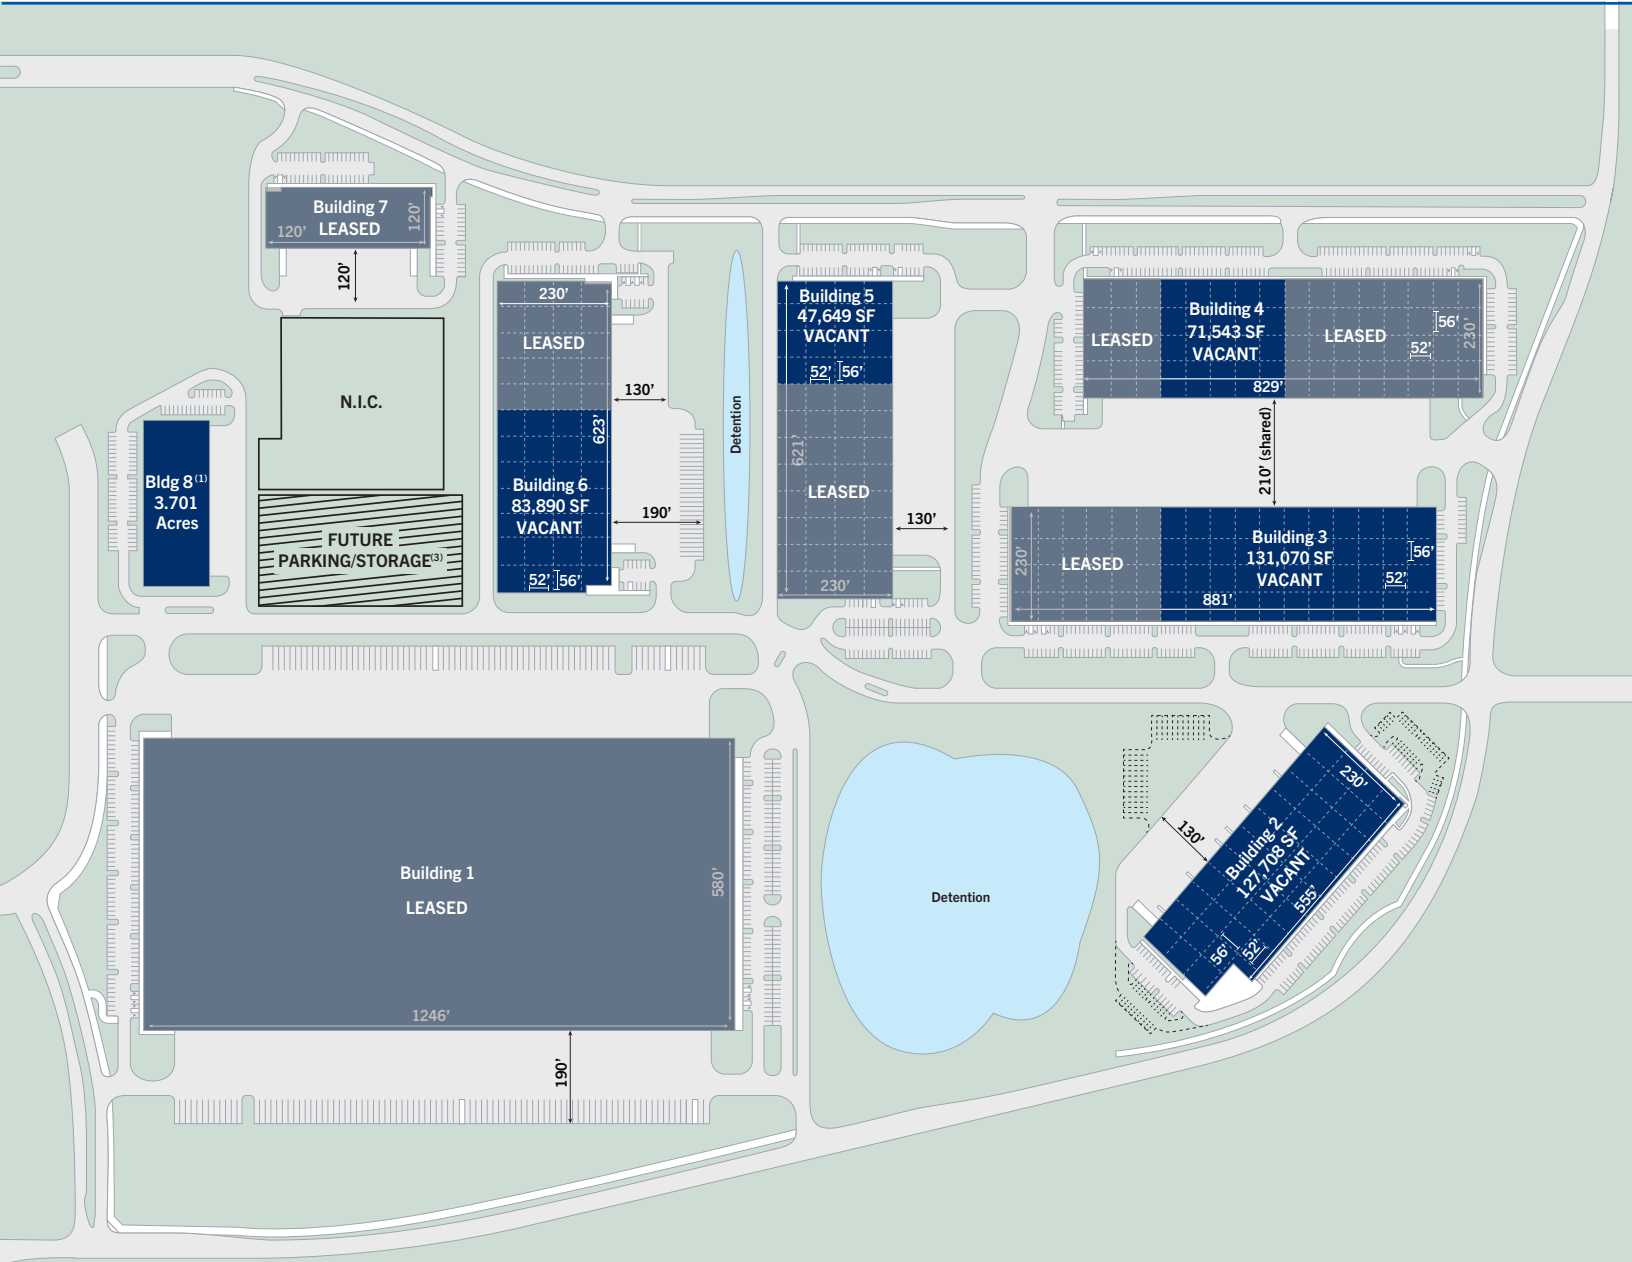 Building 7
LEASED
120’
120’
120’
N.I.C.
Bldg 8(1)
3.701
Acres
FUTURE
PARKING/STORAGE(3)
230’
LEASED
130’
623’
Building 6
83,890 SF
VACANT
190’
52’
56’
Detention
Building 5
47,649 SF
VACANT
52’
56’
621’
LEASED
130’
230’
LEASED
Building 4
71,543 SF
VACANT
LEASED
56’
52’
230’
829’
210’ (shared)
230’
LEASED
Building 3
131,070 SF
VACANT
56’
52’
881’
Building 1
LEASED
580’
1246’
190’
Detention
130’
230’
Building 2
127,708 SF
VACANT
555’
56’
52’